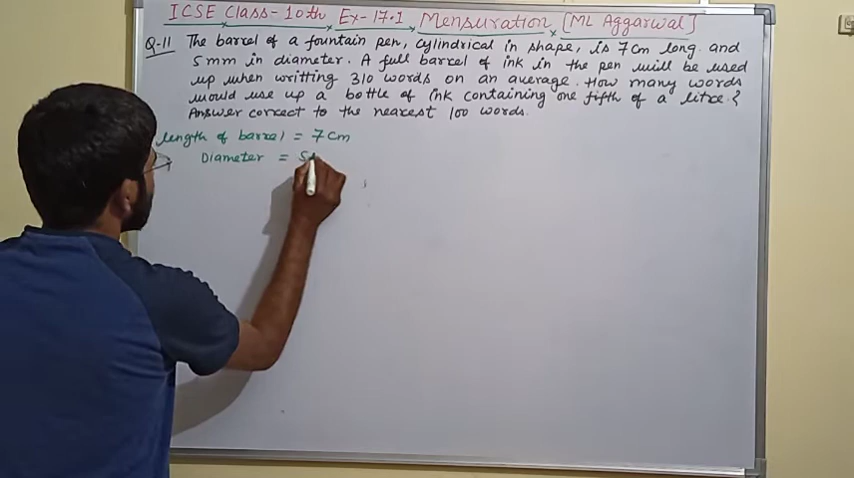 ICSE Class-10th Ex-17.1 Mensuration [ML Aggarwal]
Q-11 The barrel of a fountain pen, cylindrical in shape, is 7cm long and
5mm in diameter. A full barrel of ink in the pen will be used
up when writting 310 words on an average. How many words
would use up a bottle of ink containing one fifth of a litre?
Answer correct to the nearest 100 words.
length of barrel = 7cm
Diameter = 5